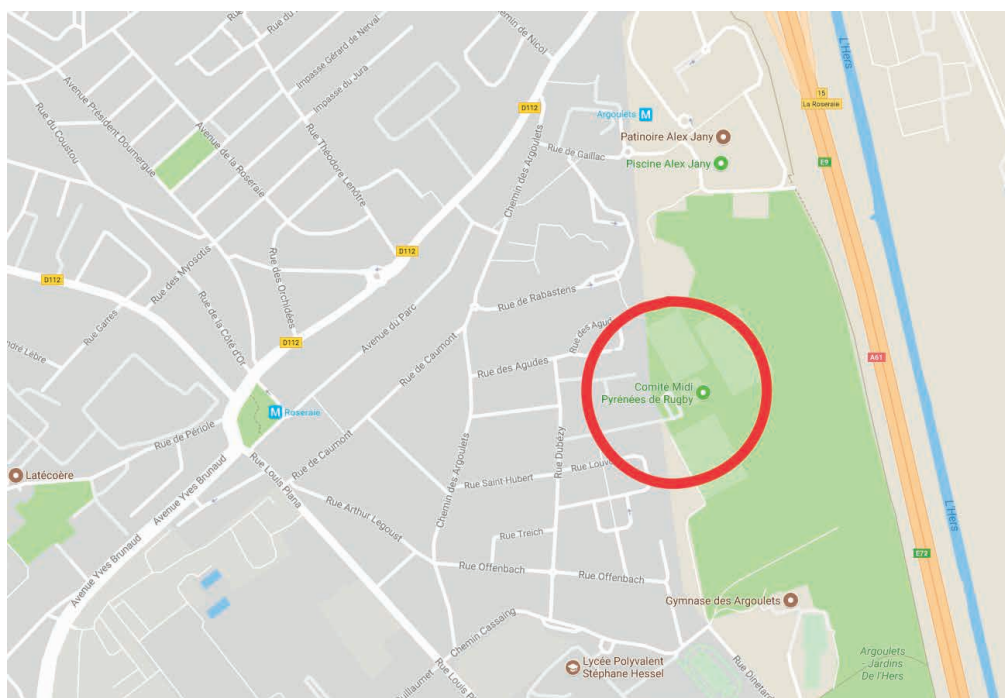 Impasse Gérard de Nerval
Chemin de Nicol
L'Hers
Avenue Président Doumergue
Impasse du Jura
D112
15
La Roseraie
Rue du Coustou
Avenue de la Roseraie
Rue Théodore Lenôtre
Argoulets
M
Patinoire Alex Jany
Rue de Gaillac
Piscine Alex Jany
E9
Chemin des Argoulets
D112
D112
Rue des Myosotis
Rue des Orchidées
Rue de Rabastens
Rue Garres
Rue de la Côte d'Or
Avenue du Parc
Rue des Agudes
D112
Rue de Caumont
Rue des Agudes
A61
Comite Midi
Pyrénées de Rugby
M
Roseraie
Rue de Périole
Rue de Caumont
Chemin des Argoulets
Rue Dubézy
Latécoère
Rue Louis Plana
Rue Saint-Hubert
L'Hers
Avenue Yves Brunaud
Rue Arthur Legoust
Rue Treich
E72
Rue Offenbach
Rue Offenbach
Avenue Yves Brunaud
Gymnase des Argoulets
Chemin Cassaing
Lycée Polyvalent
Stéphane Hessel
Argoulets
- Jardins
De l'Hers
Rue Louis
Rue Dinetard